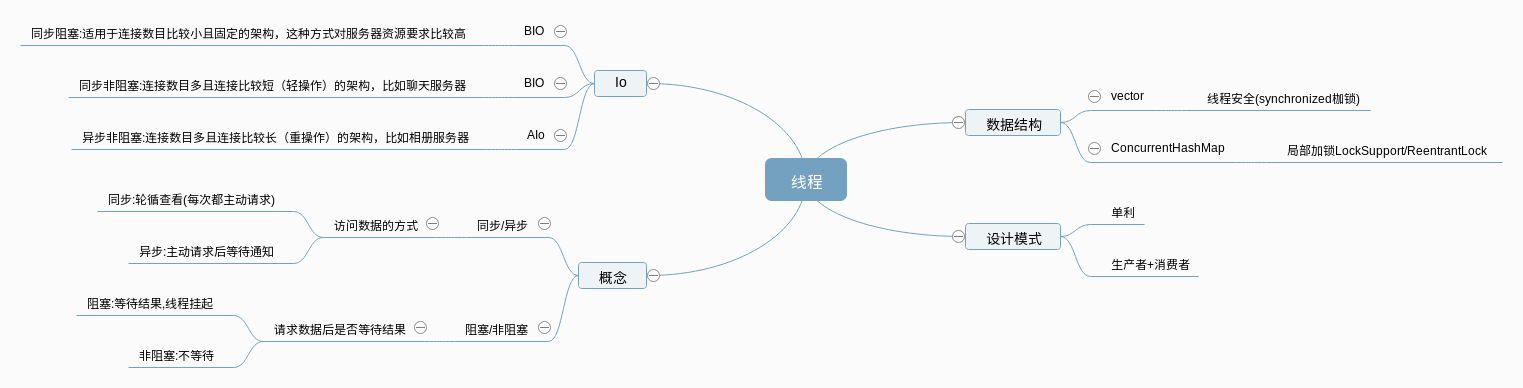 线程
Io
BIO
同步阻塞:适用于连接数目比较小且固定的架构，这种方式对服务器资源要求比较高
BIO
同步非阻塞:连接数目多且连接比较短（轻操作）的架构，比如聊天服务器
AIo
异步非阻塞:连接数目多且连接比较长（重操作）的架构，比如相册服务器
概念
同步/异步
访问数据的方式
同步:轮循查看(每次都主动请求)
异步:主动请求后等待通知
阻塞/非阻塞
请求数据后是否等待结果
阻塞:等待结果,线程挂起
非阻塞:不等待
数据结构
vector
线程安全(synchronized枷锁)
ConcurrentHashMap
局部加锁LockSupport/ReentrantLock
设计模式
单利
生产者+消费者